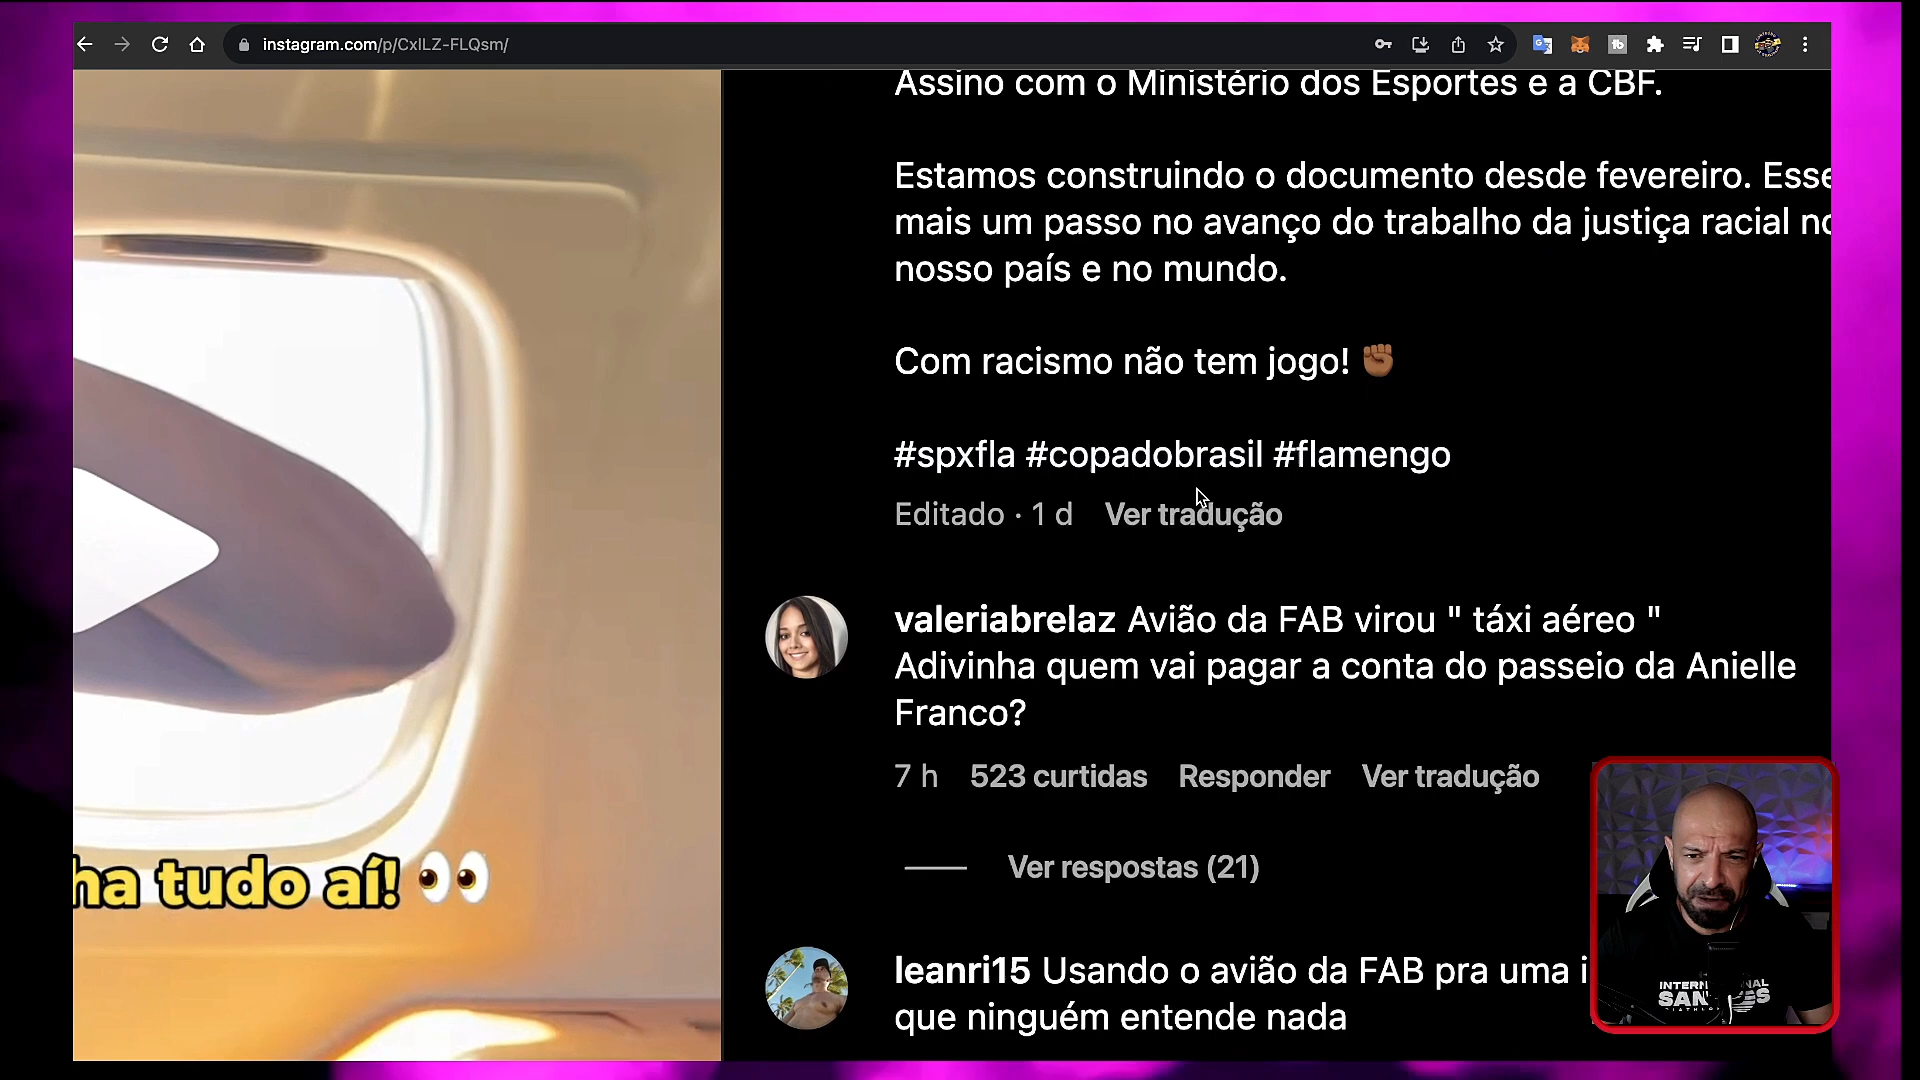 instagram.com/p/CxILZ-FLQsm/
Assino com o Ministério dos Esportes e a CBF.
Estamos construindo o documento desde fevereiro. Esse
mais um passo no avanço do trabalho da justiça racial no
nosso país e no mundo.
Com racismo não tem jogo! ✊🏾
#spxfla #copadobrasil #flamengo
Editado · 1 d Ver tradução
valeriabrelaz Avião da FAB virou " táxi aéreo "
Adivinha quem vai pagar a conta do passeio da Anielle
Franco?
7 h 523 curtidas Responder Ver tradução
Ver respostas (21)
leanri15 Usando o avião da FAB pra uma i
que ninguém entende nada
ha tudo aí! 👀